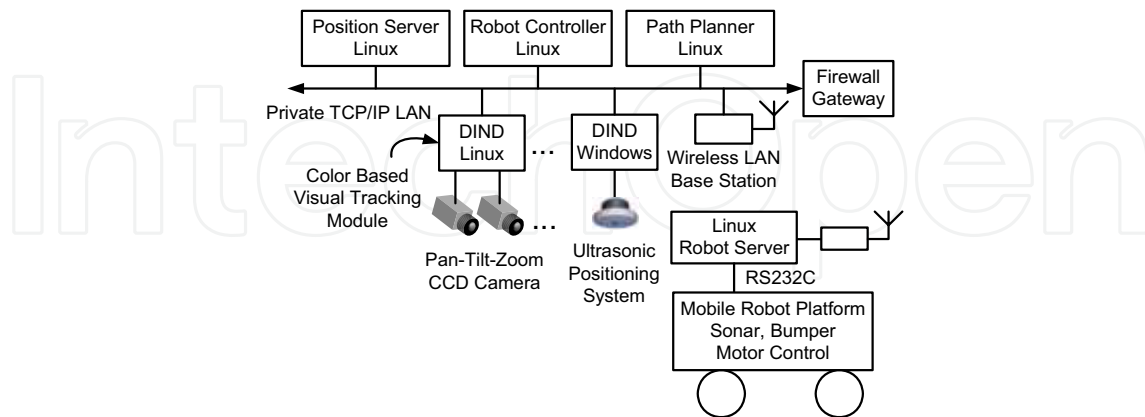 Position Server
Linux
Robot Controller
Linux
Path Planner
Linux
Firewall
Gateway
Private TCP/IP LAN
DIND
Linux
...
DIND
Windows
Wireless LAN
Base Station
Color Based
Visual Tracking
Module
...
Pan-Tilt-Zoom
CCD Camera
Ultrasonic
Positioning
System
Linux
Robot Server
RS232C
Mobile Robot Platform
Sonar, Bumper
Motor Control
IntechOpen